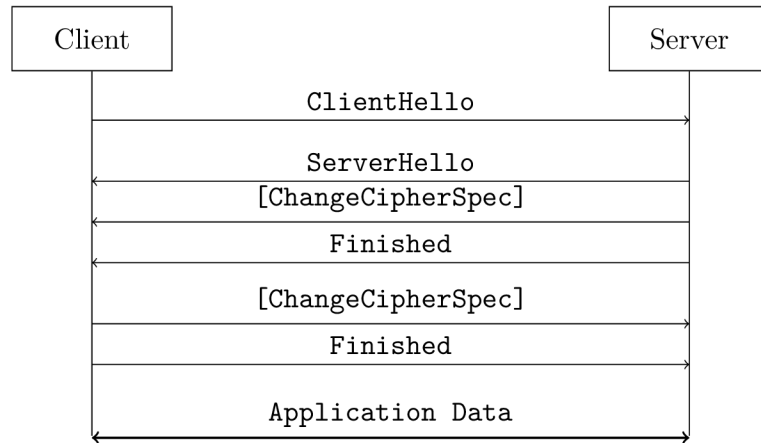 Client
Server
ClientHello
ServerHello
[ChangeCipherSpec]
Finished
[ChangeCipherSpec]
Finished
Application Data